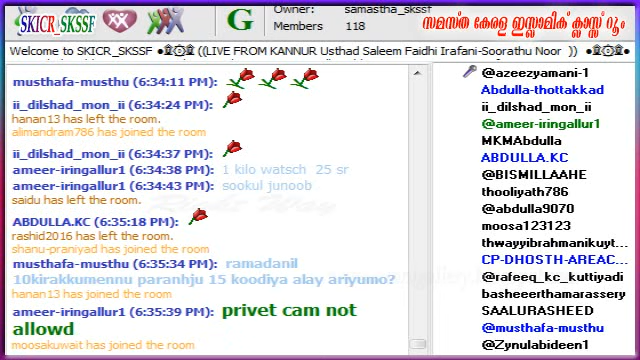 SKICR_SKSSF
G
Owner: samastha_skssf
Members: 118
സമസ്ത കേരള ഇസ്ലാമിക് ക്ലാസ്സ് റൂം
Welcome to SKICR_SKSSF ((LIVE FROM KANNUR Usthad Saleem Faidhi Irafani-Soorathu Noor
musthafa-musthu (6:34:11 PM):
ii_dilshad_mon_ii (6:34:24 PM):
hanan13 has left the room.
alimandram786 has joined the room
ii_dilshad_mon_ii (6:34:37 PM):
ameer-iringallur1 (6:34:38 PM): 1 kilo watsch 25 sr
ameer-iringallur1 (6:34:43 PM): sookul junoob
saidu has left the room.
ABDULLA.KC (6:35:18 PM):
rashid2016 has left the room.
shanu-praniyad has joined the room
musthafa-musthu (6:35:34 PM): ramadanil
10kirakkumennu paranhju 15 koodiya alay ariyumo?
hanan13 has joined the room
ameer-iringallur1 (6:35:39 PM): privet cam not
allowd
moosakuwait has joined the room
@azeezyamani-1
Abdulla-thottakkad
ii_dilshad_mon_ii
@ameer-iringallur1
MKMAbdulla
ABDULLA.KC
@BISMILLAAHE
thooliyath786
@abdulla9070
moosa123123
thwayyibrahmanikuyt...
CP-DHOSTH-AREAC...
@rafeeq_kc_kuttiyadi
basheeerthamarassery
SAALURASHEED
@musthafa-musthu
@Zynulabideen1